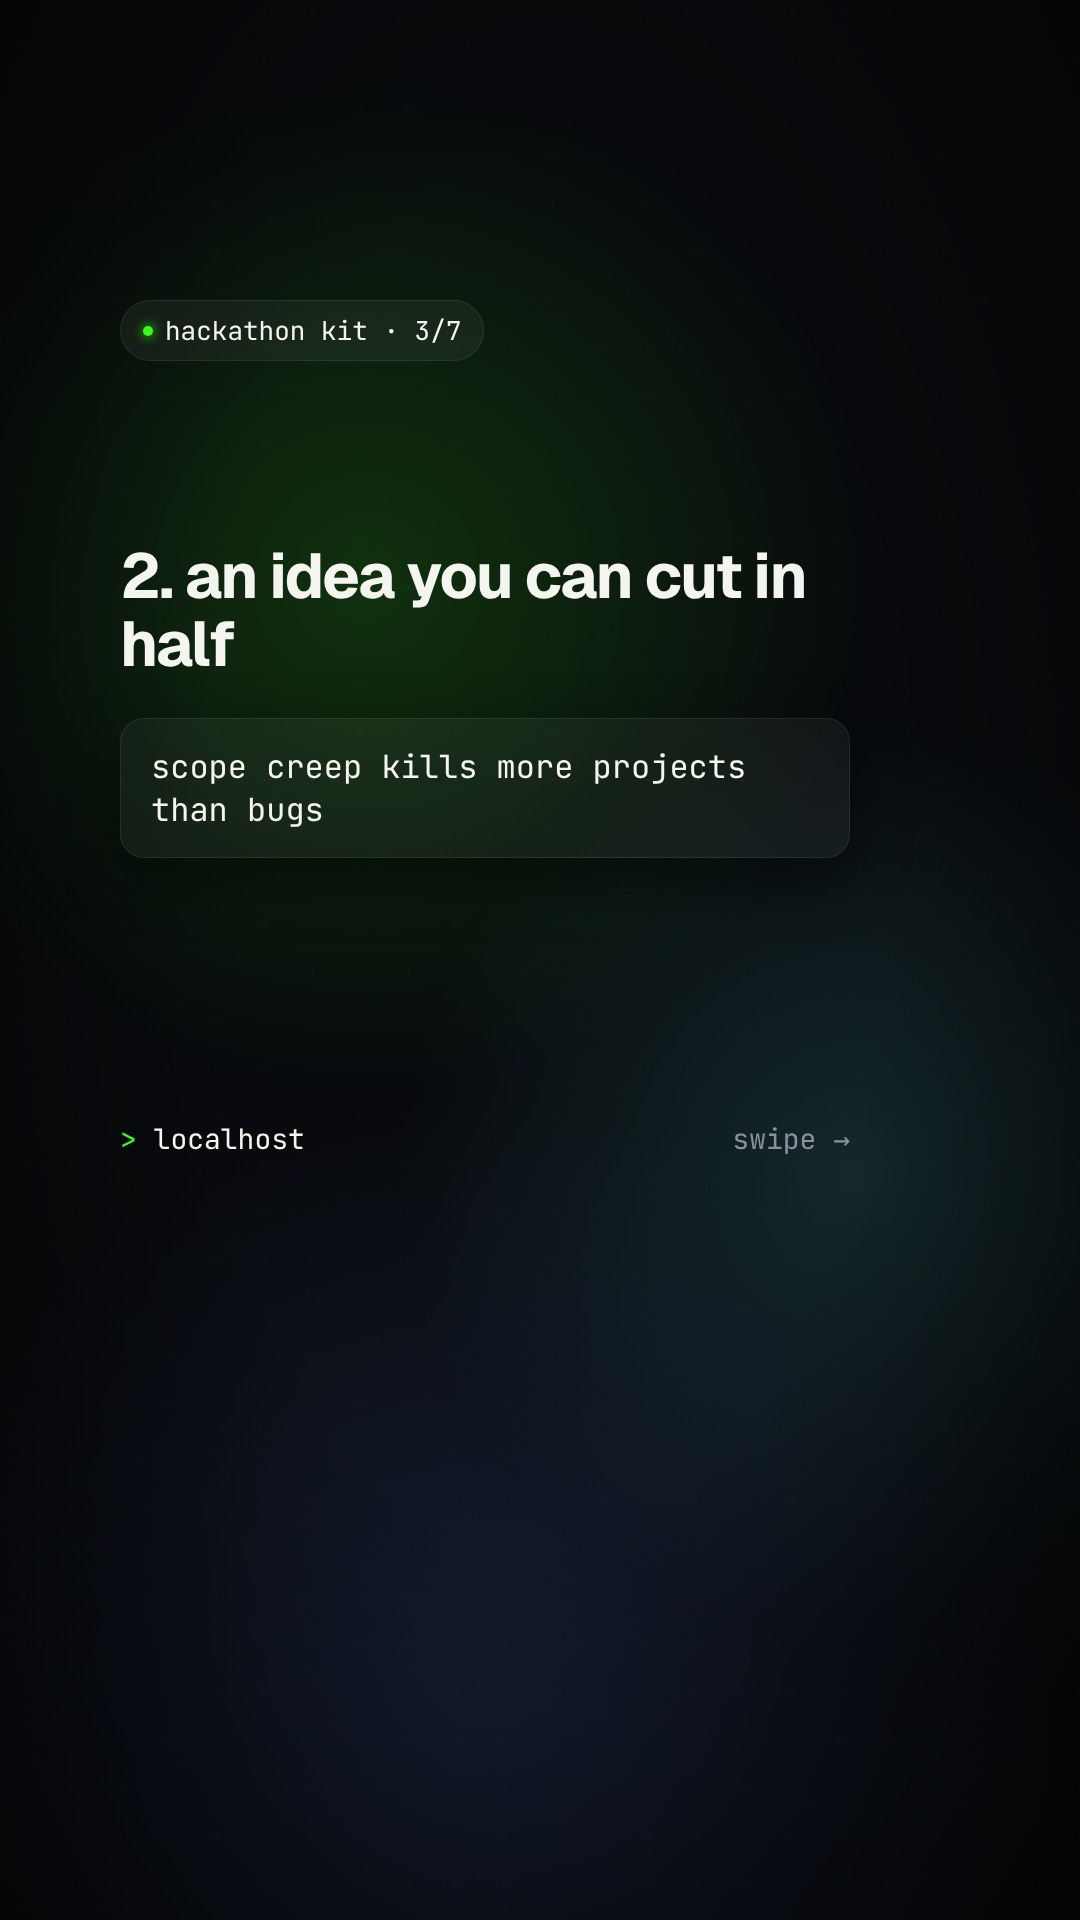 hackathon kit · 3/7
2. an idea you can cut in
half
scope creep kills more projects
than bugs
> localhost
swipe →